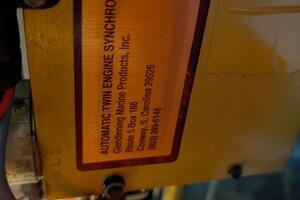 AUTOMATIC TWIN ENGINE SYNCHRO
Glendinning Marine Products, Inc.
Route 5 Box 188
Conway, S. Carolina 29526
(803) 399-6146